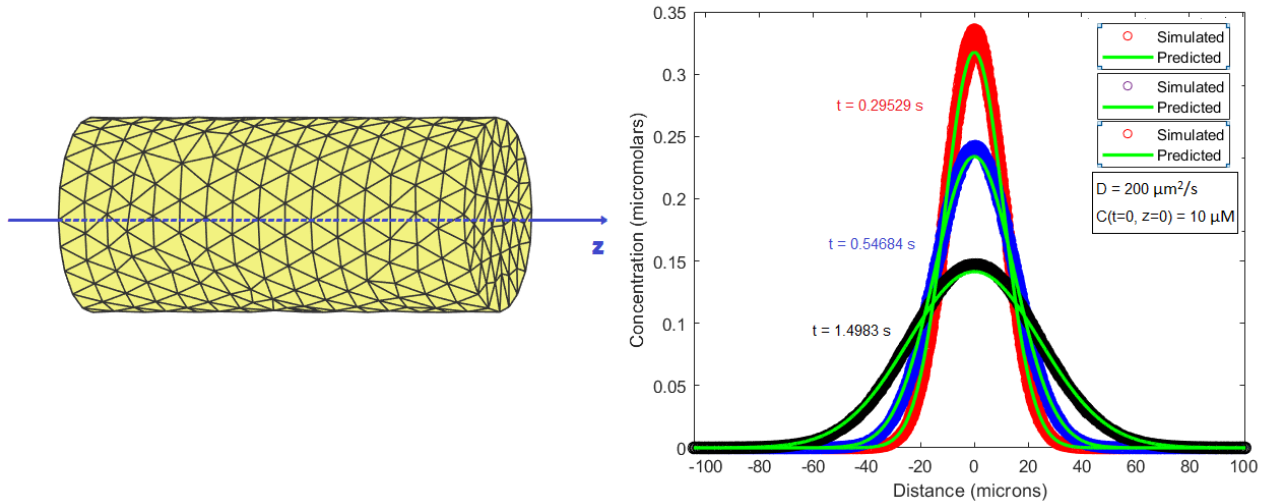 z
0.35
0.3
0.25
0.2
0.15
0.1
0.05
0
Concentration (micromolars)
-100
-80
-60
-40
-20
0
20
40
60
80
100
Distance (microns)
t = 0.29529 s
t = 0.54684 s
t = 1.4983 s
Simulated
Predicted
Simulated
Predicted
Simulated
Predicted
D = 200 µm²/s
C(t=0, z=0) = 10 µM